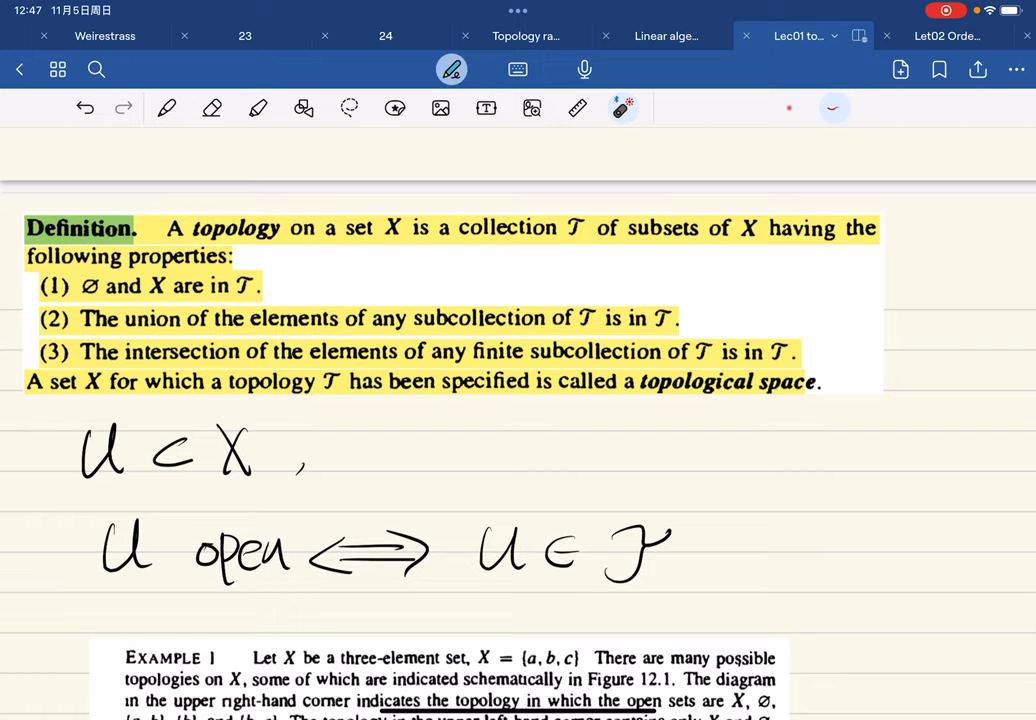 12:47 11月5日周日
Weirestrass
23
24
Topology ra...
Linear alge...
Lec01 to...
Let02 Orde...
Definition. A topology on a set X is a collection 𝒯 of subsets of X having the
following properties:
(1) ∅ and X are in 𝒯.
(2) The union of the elements of any subcollection of 𝒯 is in 𝒯.
(3) The intersection of the elements of any finite subcollection of 𝒯 is in 𝒯.
A set X for which a topology 𝒯 has been specified is called a topological space.
U ⊂ X ,
U open ⟺ U ∈ 𝒯
EXAMPLE 1 Let X be a three-element set, X = {a, b, c} There are many possible
topologies on X, some of which are indicated schematically in Figure 12.1. The diagram
in the upper right-hand corner indicates the topology in which the open sets are X, ∅,